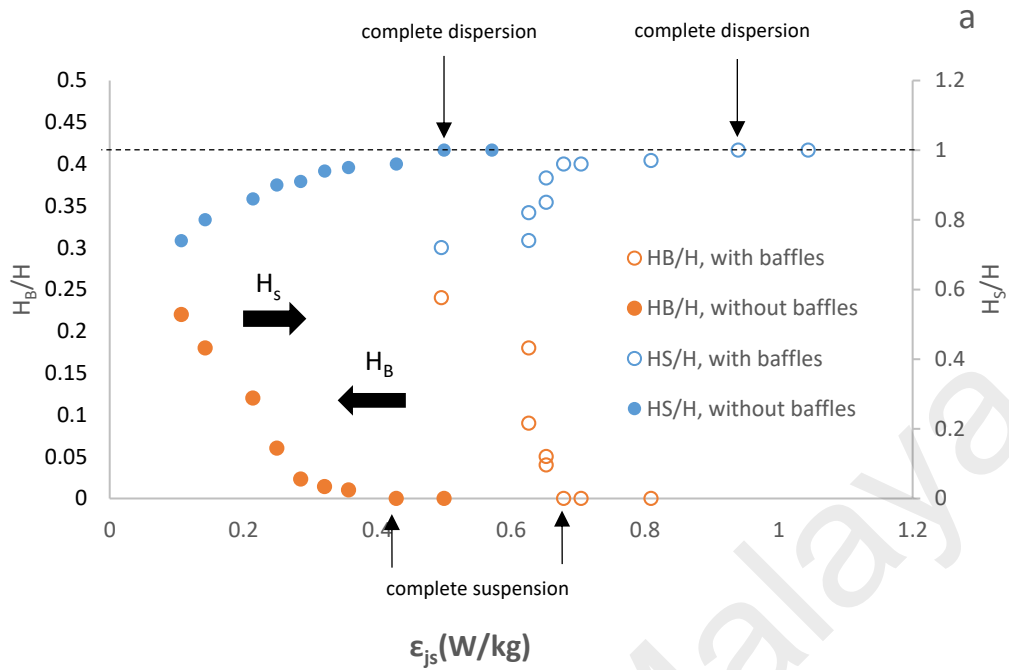 a
complete dispersion
complete dispersion
0.5
0.45
0.4
0.35
0.3
0.25
0.2
0.15
0.1
0.05
0
H_B/H
1.2
1
0.8
0.6
0.4
0.2
0
H_S/H
H_s
H_B
HB/H, with baffles
HB/H, without baffles
HS/H, with baffles
HS/H, without baffles
0 0.2 0.4 0.6 0.8 1 1.2
complete suspension
ε_js(W/kg)
Malaya